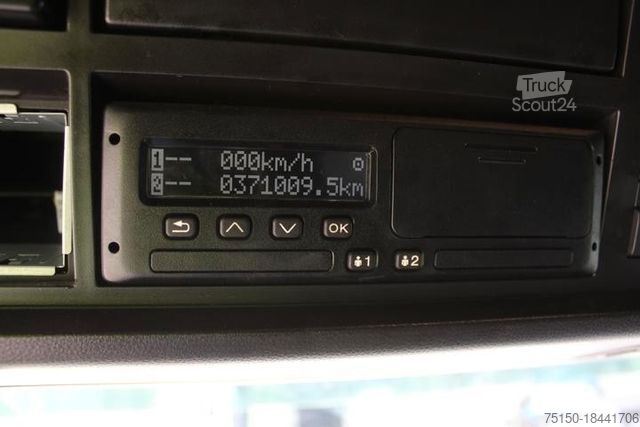 Truck
Scout24
1-- 000km/h
2-- 0371009.5km
OK
1
2
75150-18441706